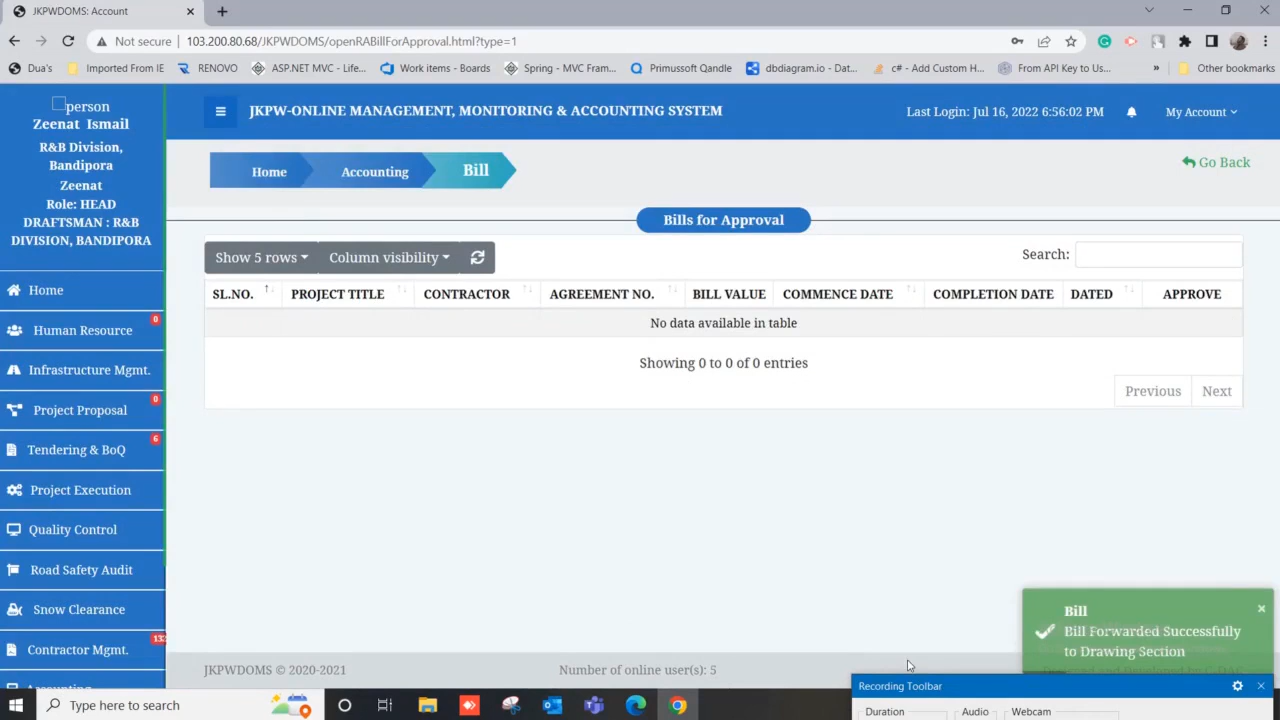 JKPWDOMS: Account
Not secure
103.200.80.68/JKPWDOMS/openRABillForApproval.html?type=1
Dua's
Imported From IE
RENOVO
ASP.NET MVC - Life...
Work items - Boards
Spring - MVC Fram...
Primussoft Qandle
dbdiagram.io - Dat...
c# - Add Custom H...
From API Key to Us...
»
Other bookmarks
person
Zeenat Ismail
R&B Division,
Bandipora
Zeenat
Role: HEAD
DRAFTSMAN : R&B
DIVISION, BANDIPORA
Home
Human Resource
0
Infrastructure Mgmt.
Project Proposal
0
Tendering & BoQ
6
Project Execution
Quality Control
Road Safety Audit
Snow Clearance
Contractor Mgmt.
JKPW-ONLINE MANAGEMENT, MONITORING & ACCOUNTING SYSTEM
Last Login: Jul 16, 2022 6:56:02 PM
My Account
Home
Accounting
Bill
Go Back
Bills for Approval
Show 5 rows
Column visibility
Search:
SL.NO.
PROJECT TITLE
CONTRACTOR
AGREEMENT NO.
BILL VALUE
COMMENCE DATE
COMPLETION DATE
DATED
APPROVE
No data available in table
Showing 0 to 0 of 0 entries
Previous
Next
Bill
Bill Forwarded Successfully
to Drawing Section
JKPWDOMS © 2020-2021
Number of online user(s): 5
Recording Toolbar
Duration
Audio
Webcam
Type here to search